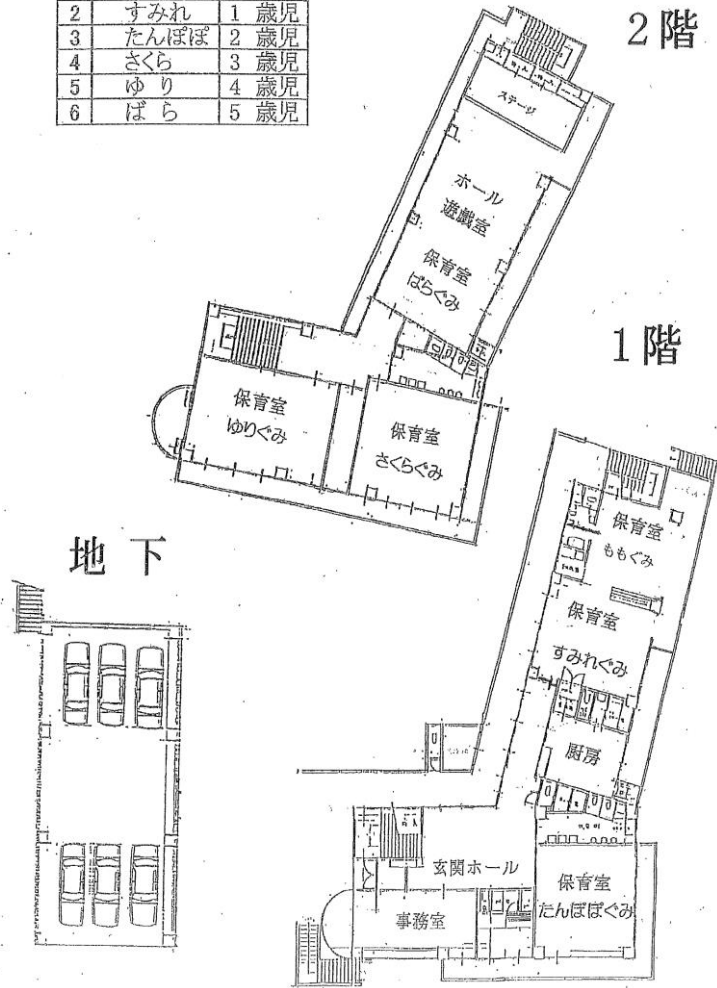 2 すみれ 1 歳児
3 たんぽぽ 2 歳児
4 さくら 3 歳児
5 ゆり 4 歳児
6 ばら 5 歳児
2階
ステージ
ホール
遊戯室
保育室
ばらぐみ
保育室
ゆりぐみ
保育室
さくらぐみ
1階
保育室
ももぐみ
保育室
すみれぐみ
厨房
玄関ホール
事務室
保育室
たんぽぽぐみ
地下